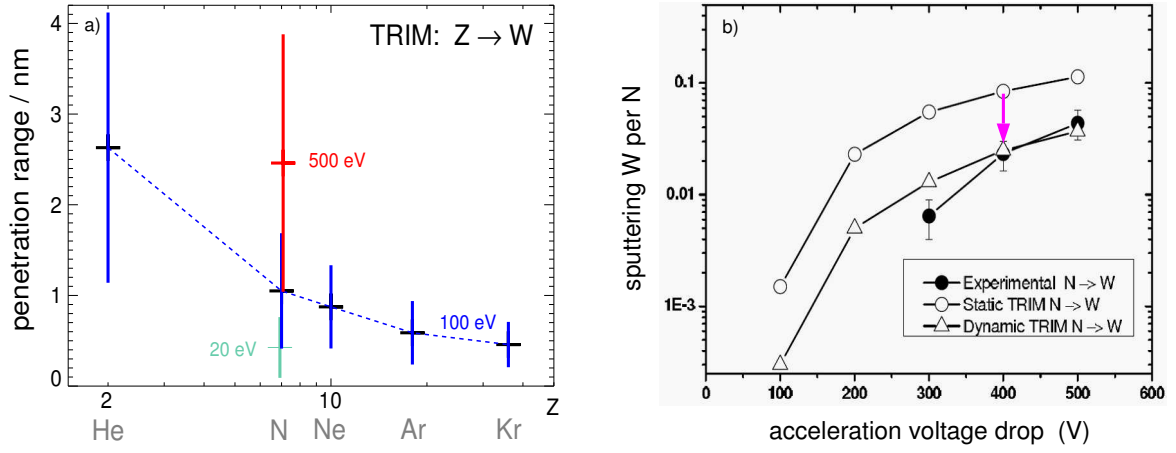 a)
TRIM: Z → W
penetration range / nm
4
3
2
1
0
500 eV
20 eV
100 eV
2
10
Z
He
N
Ne
Ar
Kr
b)
sputtering W per N
0.1
0.01
1E-3
Experimental N → W
Static TRIM N → W
Dynamic TRIM N → W
0 100 200 300 400 500 600
acceleration voltage drop (V)